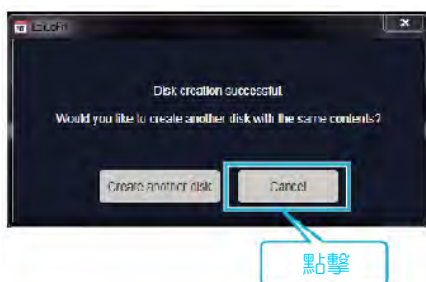 LoiLoFit
Disk creation successful.
Would you like to create another disk with the same contents?
Create another disk
Cancel
點擊